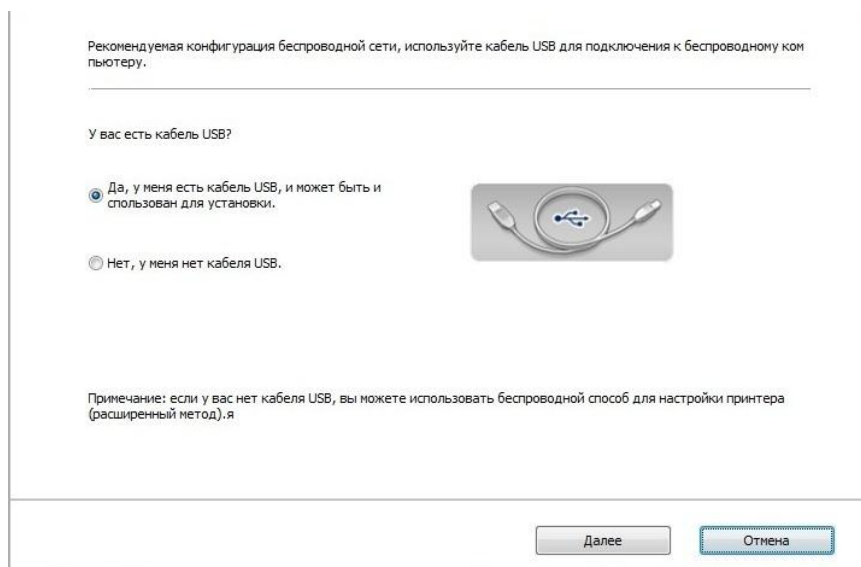 Рекомендуемая конфигурация беспроводной сети, используйте кабель USB для подключения к беспроводному ком
пьютеру.
У вас есть кабель USB?
Да, у меня есть кабель USB, и может быть и
спользован для установки.
Нет, у меня нет кабеля USB.
Примечание: если у вас нет кабеля USB, вы можете использовать беспроводной способ для настройки принтера
(расширенный метод).я
Далее
Отмена